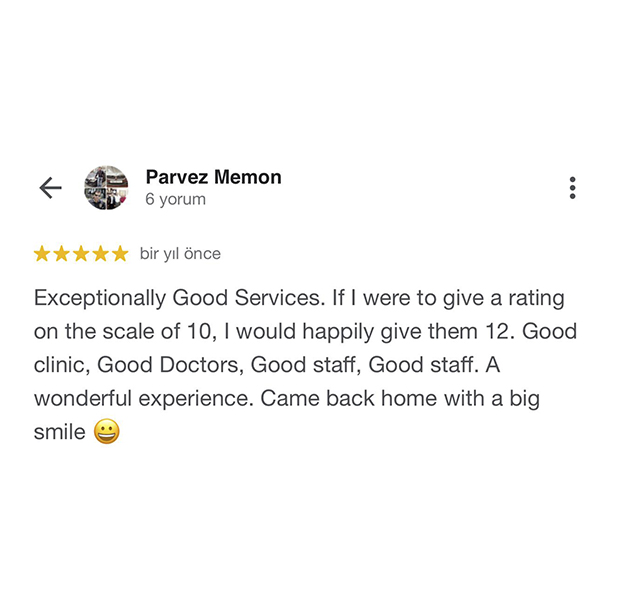 Parvez Memon
6 yorum
bir yıl önce
Exceptionally Good Services. If I were to give a rating
on the scale of 10, I would happily give them 12. Good
clinic, Good Doctors, Good staff, Good staff. A
wonderful experience. Came back home with a big
smile 😀